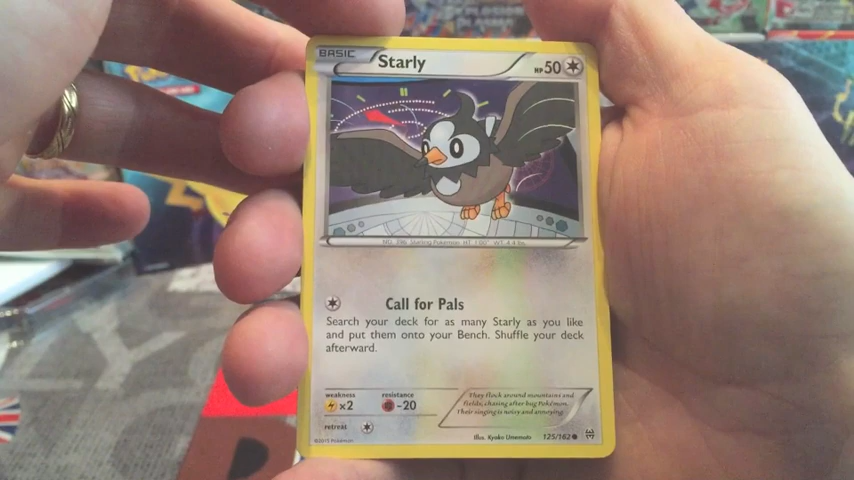 BASIC
Starly
HP50
NO. 396 Starling Pokémon HT. 1'00" WT. 4.4 lbs.
Call for Pals
Search your deck for as many Starly as you like
and put them onto your Bench. Shuffle your deck
afterward.
weakness
×2
resistance
-20
retreat
They flock around mountains and
fields, chasing after bug Pokémon.
Their singing is noisy and annoying.
©2015 Pokémon
Illus. Kyoko Umemoto
125/162